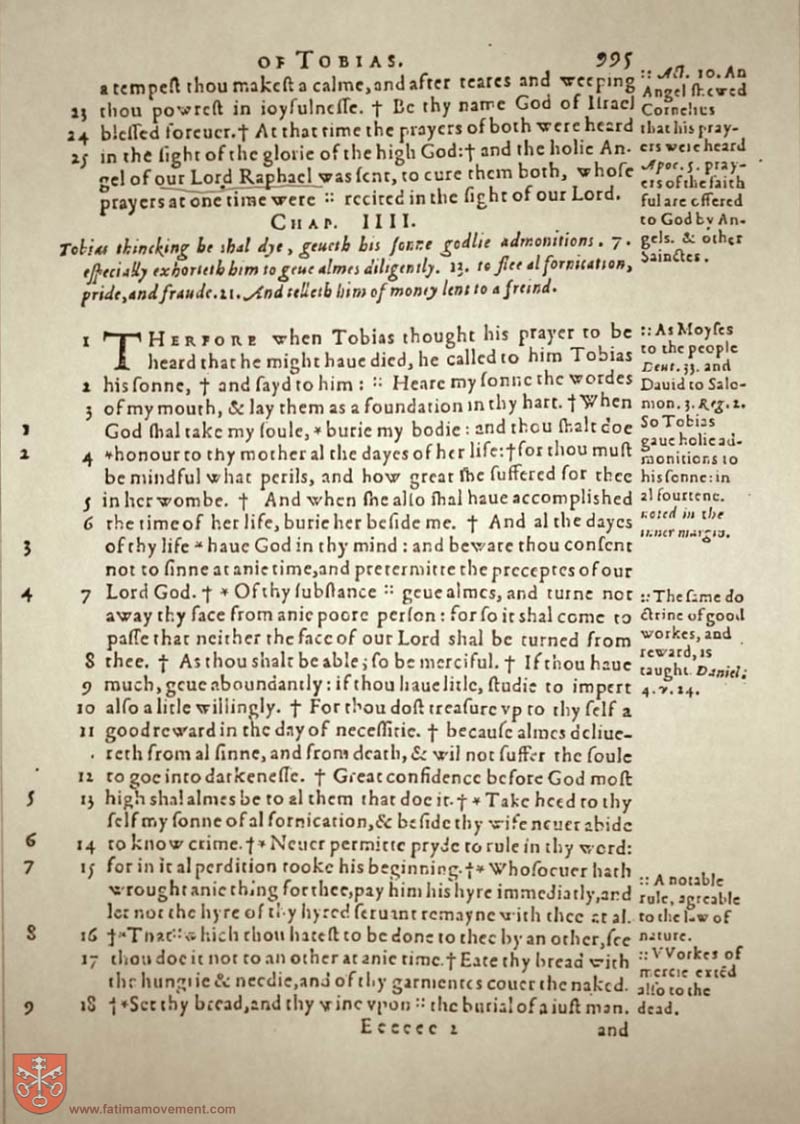 OF TOBIAS. 995
a tempeſt thou makeſt a calme, and after teares and weeping
23 thou powreſt in ioyfulneſſe. † Be thy name God of Iſrael
24 bleſſed foreuer. † At that time the prayers of both were heard
25 in the ſight of the glorie of the high God: † and the holie An-
gel of our Lord Raphael was ſent, to cure them both, whoſe
prayers at one time were :: recited in the ſight of our Lord.
:: Act. 10. An
Angel ſhewed
Cornelius
that his pray-
ers were heard
Apoc. 5. pray-
ers of the faith
ful are offered
to God by An-
gels. & other
Sainctes.
CHAP. IIII.
Tobias thincking he ſhal dye, geueth his ſonne godlie admonitions. 7.
eſpecially exhorteth him to geue almes diligently. 13. to flee al fornication,
pride, and fraude. 21. And telleth him of money lent to a freind.
1 THERFORE when Tobias thought his prayer to be
heard that he might haue died, he called to him Tobias
2 his ſonne, † and ſayd to him: :: Heare my ſonne the wordes
3 of my mouth, & lay them as a foundation in thy hart. † When
1 God ſhal take my ſoule, * burie my bodie: and thou ſhalt doe
2 4 *honour to thy mother al the dayes of her life: † for thou muſt
be mindful what perils, and how great ſhe ſuffered for thee
5 in her wombe. † And when ſhe alſo ſhal haue accompliſhed
6 the time of her life, burie her beſide me. † And al the dayes
3 of thy life * haue God in thy mind: and beware thou conſent
not to ſinne at anie time, and pretermitte the preceptes of our
4 7 Lord God. † * Of thy ſubſtance :: geue almes, and turne not
away thy face from anie poore perſon: for ſo it ſhal come to
paſſe that neither the face of our Lord shal be turned from
8 thee. † As thou shalt be able; ſo be merciful. † If thou haue
9 much, geue aboundantly: if thou haue litle, ſtudie to impert
10 alſo a litle willingly. † For thou doſt treaſure vp to thy ſelf a
11 good reward in the day of neceſſitie. † becauſe almes deliue-
reth from al ſinne, and from death, & wil not ſuffer the ſoule
12 to goe into darkeneſſe. † Great confidence before God moſt
5 13 high shal almes be to al them that doe it. † * Take heed to thy
ſelf my ſonne of al fornication, & beſide thy wife neuer abide
6 14 to know crime. † * Neuer permitte pryde to rule in thy word:
7 15 for in it al perdition tooke his beginning. † * Whoſoeuer hath
wrought anie thing for thee, pay him his hyre immediatly, and
let not the hyre of thy hyred ſeruant remayne with thee at al.
8 16 † * That :: which thou hateſt to be done to thee by an other, ſee
17 thou doe it not to an other at anie time. † Eate thy bread with
the hungrie & needie, and of thy garmentes couer the naked.
9 18 † * Set thy bread, and thy wine vpon :: the burial of a iuſt man.
Eeeeee 2 and
:: As Moyſes
to the people
Deut. 33. and
Dauid to Salo-
mon. 3. Reg. 2.
So Tobias
gaue holie ad-
monitions to
his ſonne: in
al fourtene.
noted in the
inner margin.
:: The ſame do
ctrine of good
workes, and
reward, is
taught Daniel;
4. v. 24.
:: A notable
rule, agreable
to the law of
nature.
:: VVorkes of
mercie exted
alſo to the
dead.
www.fatimamovement.com